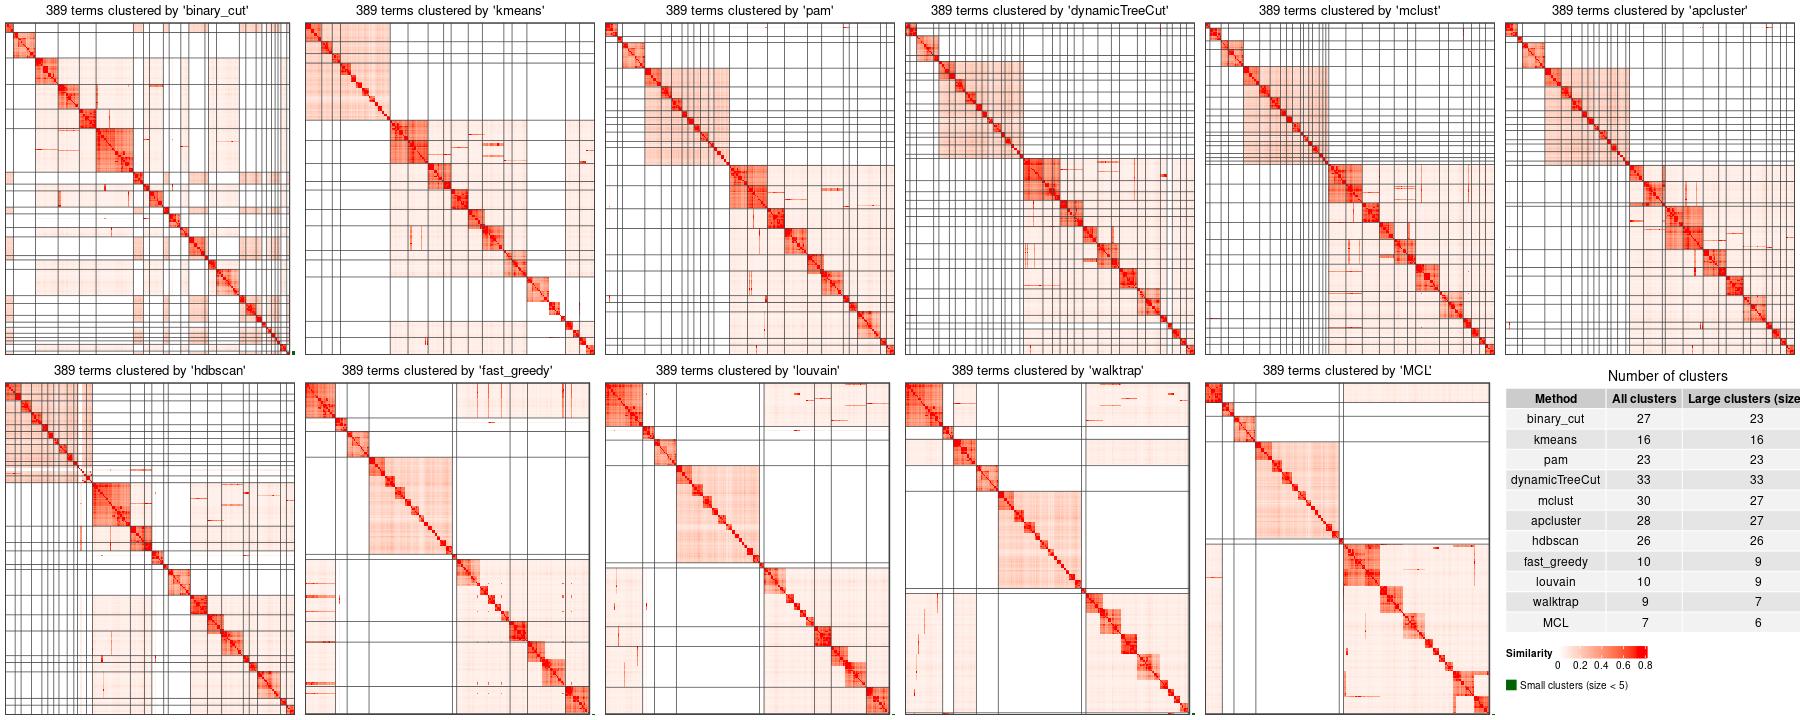 389 terms clustered by 'binary_cut'
389 terms clustered by 'kmeans'
389 terms clustered by 'pam'
389 terms clustered by 'dynamicTreeCut'
389 terms clustered by 'mclust'
389 terms clustered by 'apcluster'
389 terms clustered by 'hdbscan'
389 terms clustered by 'fast_greedy'
389 terms clustered by 'louvain'
389 terms clustered by 'walktrap'
389 terms clustered by 'MCL'
Number of clusters
Method All clusters Large clusters (size
binary_cut 27 23
kmeans 16 16
pam 23 23
dynamicTreeCut 33 33
mclust 30 27
apcluster 28 27
hdbscan 26 26
fast_greedy 10 9
louvain 10 9
walktrap 9 7
MCL 7 6
Similarity
0 0.2 0.4 0.6 0.8
Small clusters (size < 5)